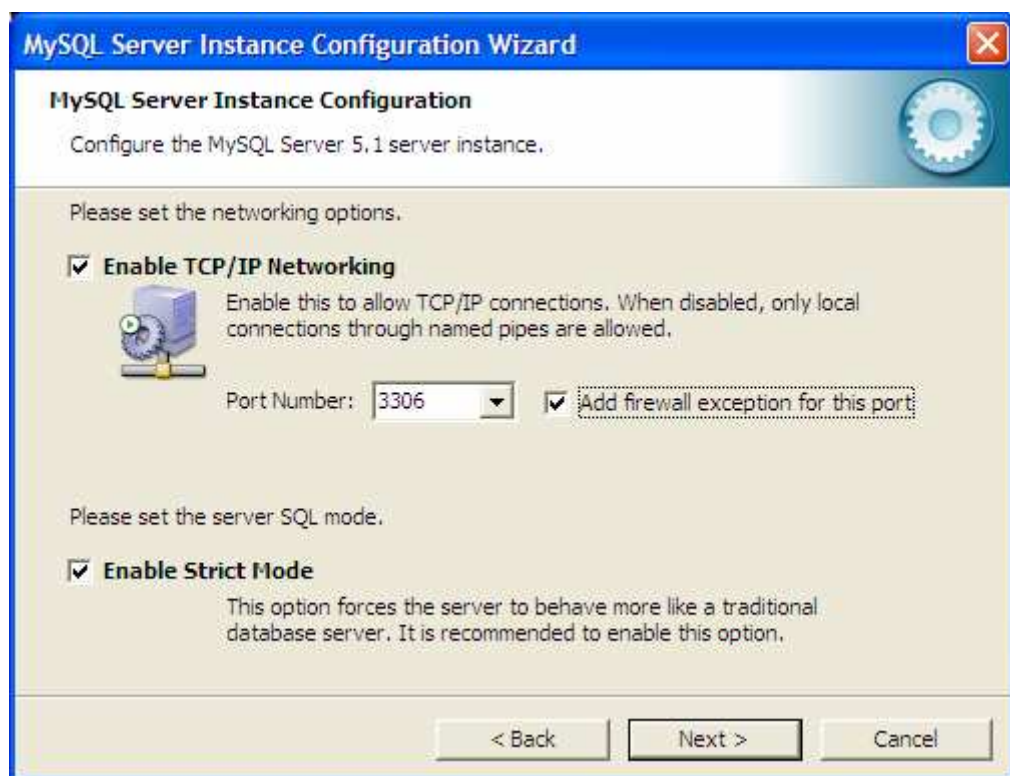 MySQL Server Instance Configuration Wizard
MySQL Server Instance Configuration
Configure the MySQL Server 5.1 server instance.
Please set the networking options.
Enable TCP/IP Networking
Enable this to allow TCP/IP connections. When disabled, only local
connections through named pipes are allowed.
Port Number: 3306 Add firewall exception for this port
Please set the server SQL mode.
Enable Strict Mode
This option forces the server to behave more like a traditional
database server. It is recommended to enable this option.
< Back Next > Cancel